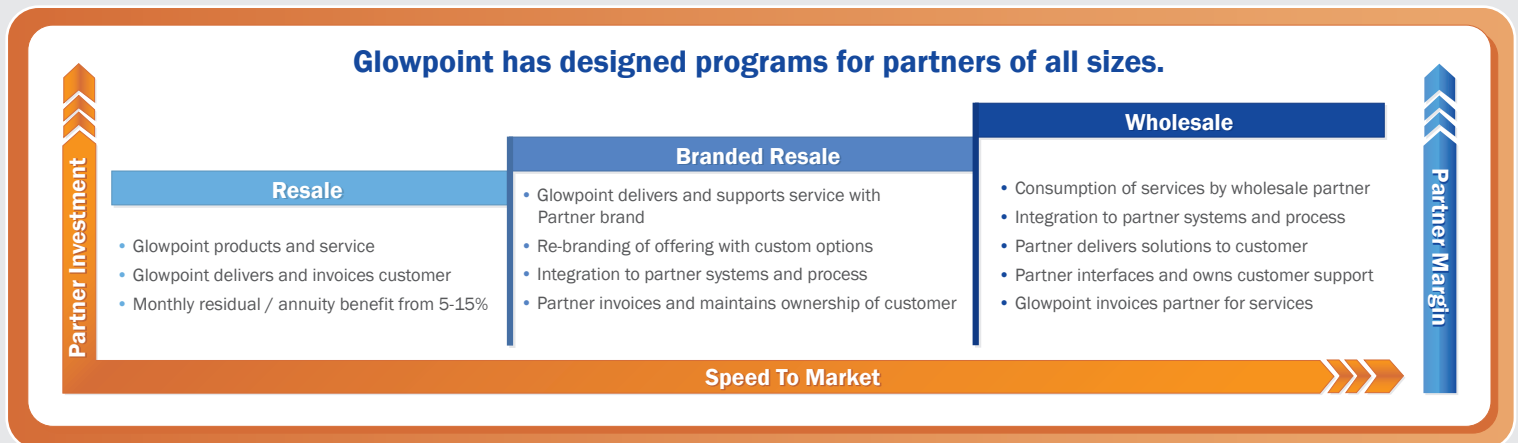 Glowpoint has designed programs for partners of all sizes.
Partner Investment
Resale
• Glowpoint products and service
• Glowpoint delivers and invoices customer
• Monthly residual / annuity benefit from 5-15%
Branded Resale
• Glowpoint delivers and supports service with
Partner brand
• Re-branding of offering with custom options
• Integration to partner systems and process
• Partner invoices and maintains ownership of customer
Wholesale
• Consumption of services by wholesale partner
• Integration to partner systems and process
• Partner delivers solutions to customer
• Partner interfaces and owns customer support
• Glowpoint invoices partner for services
Partner Margin
Speed To Market